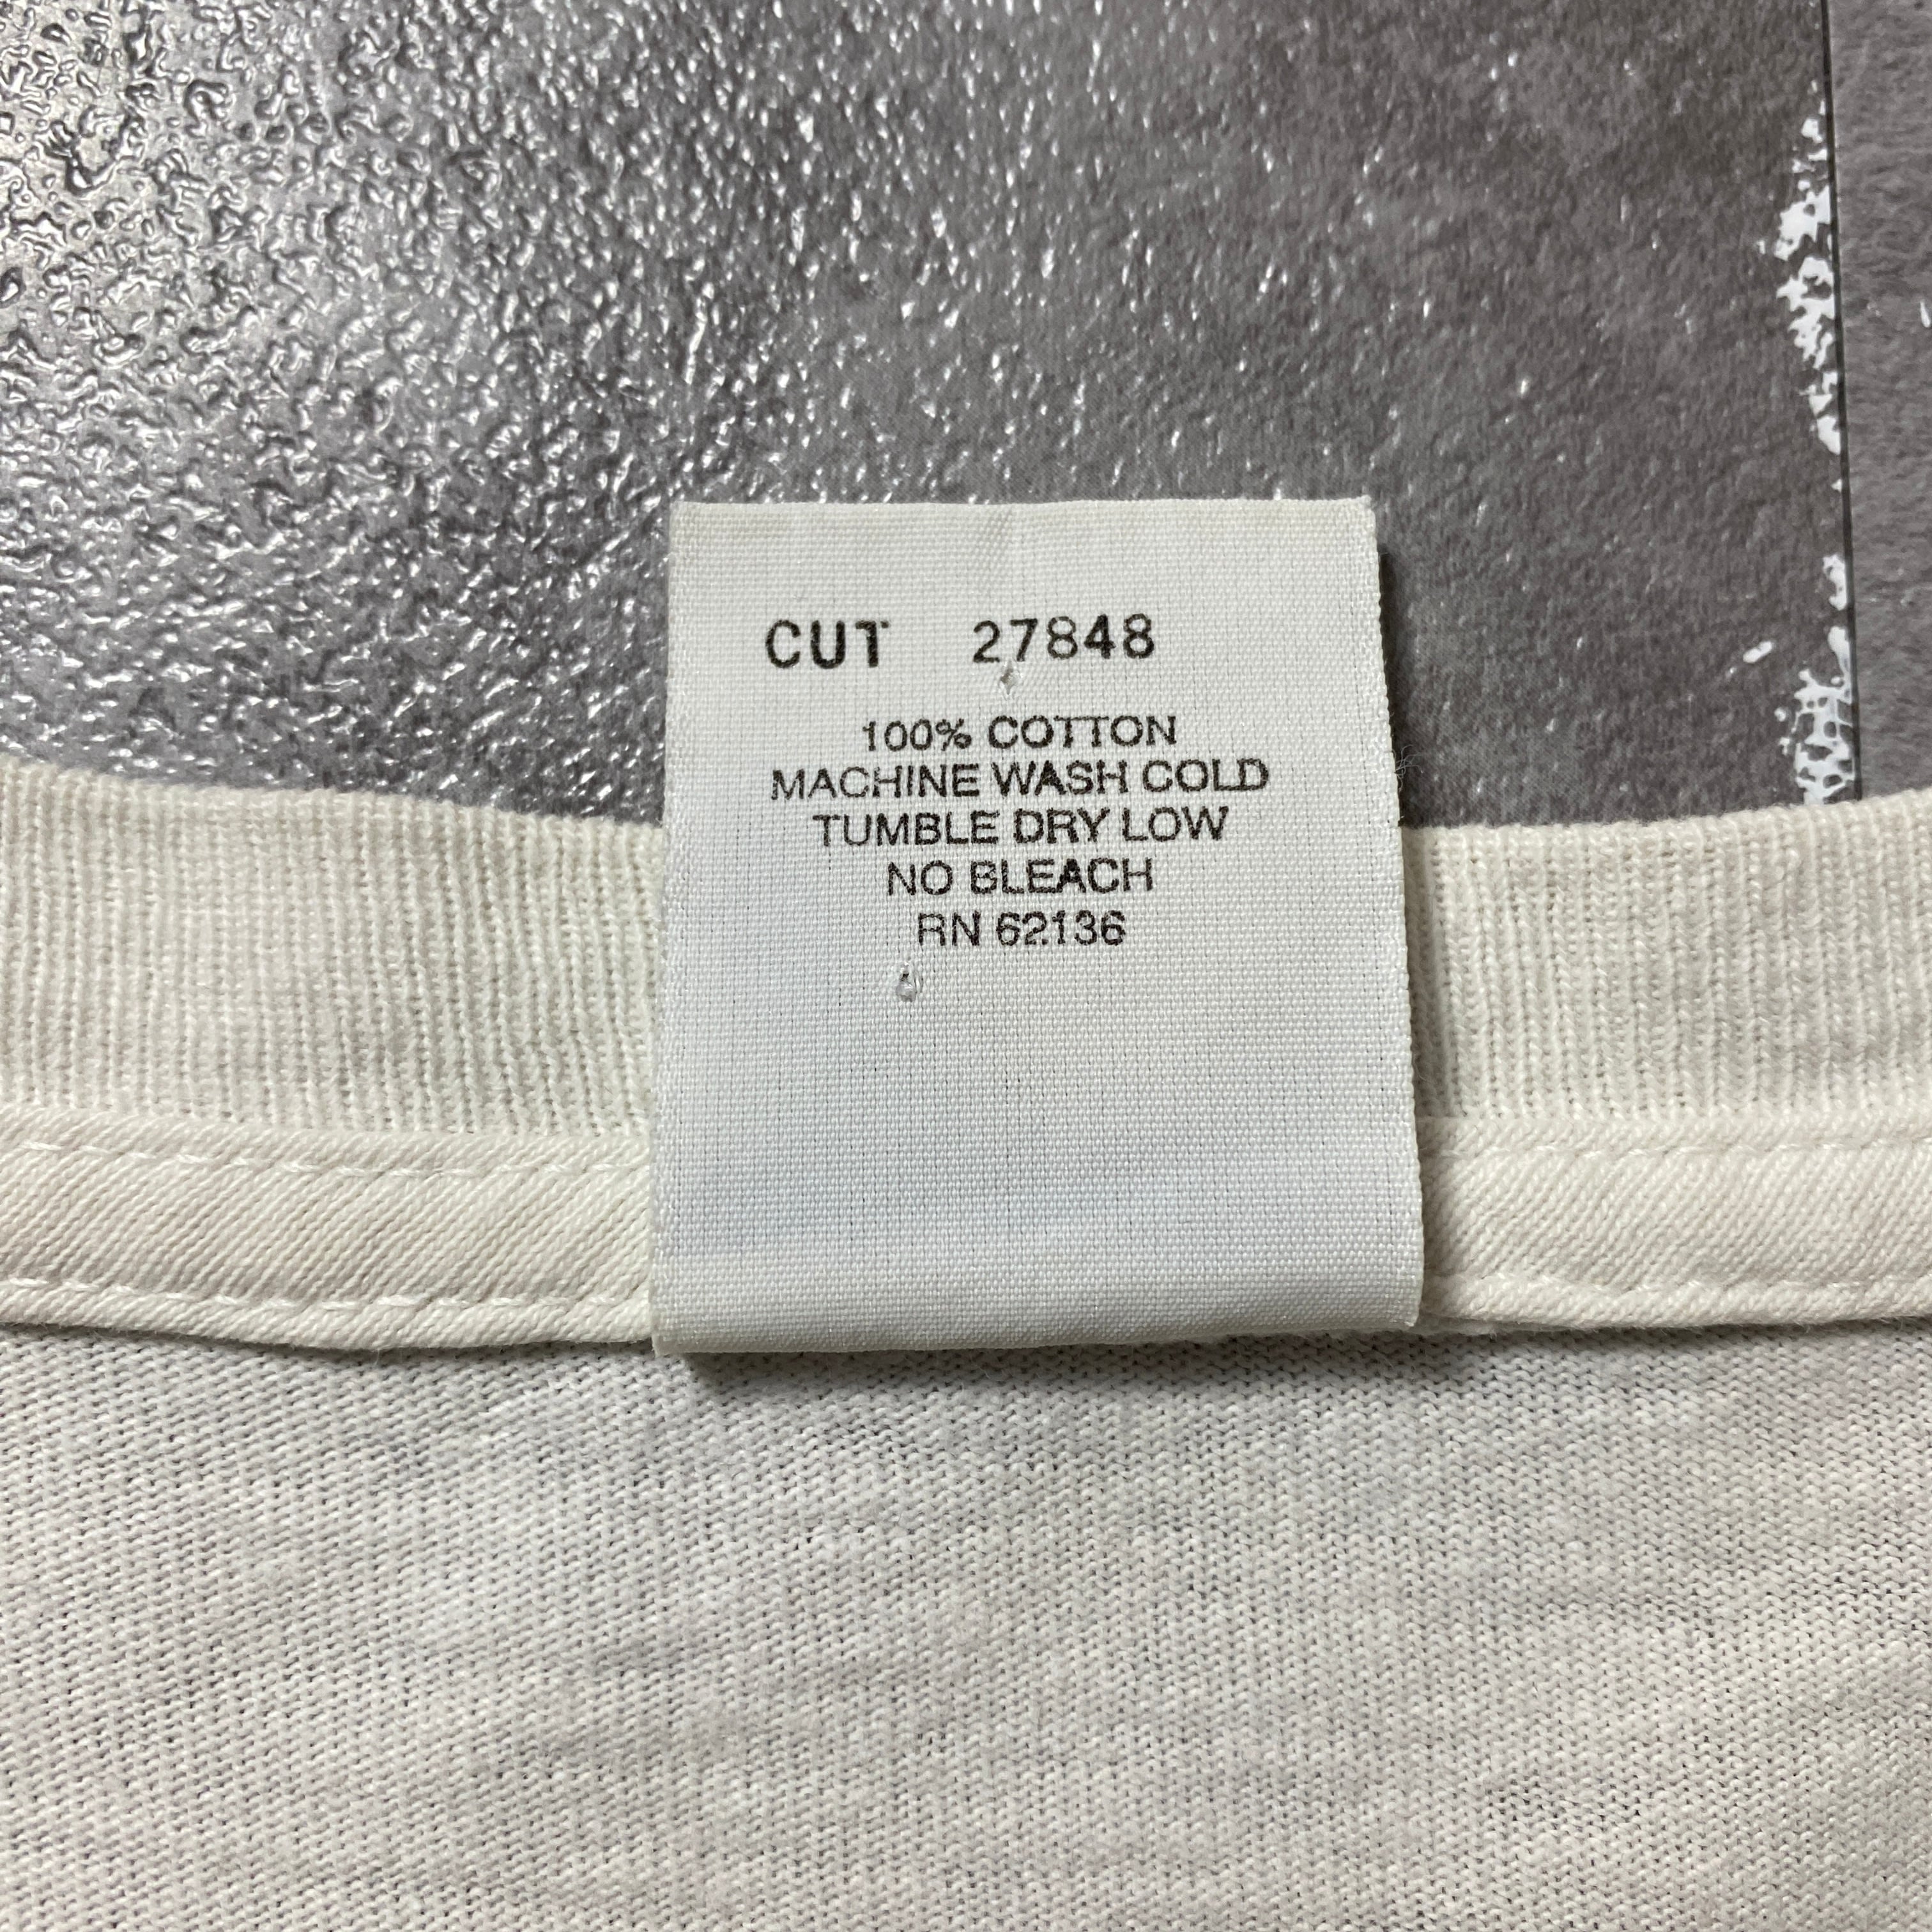 CUT 27848
100% COTTON
MACHINE WASH COLD
TUMBLE DRY LOW
NO BLEACH
RN 62136